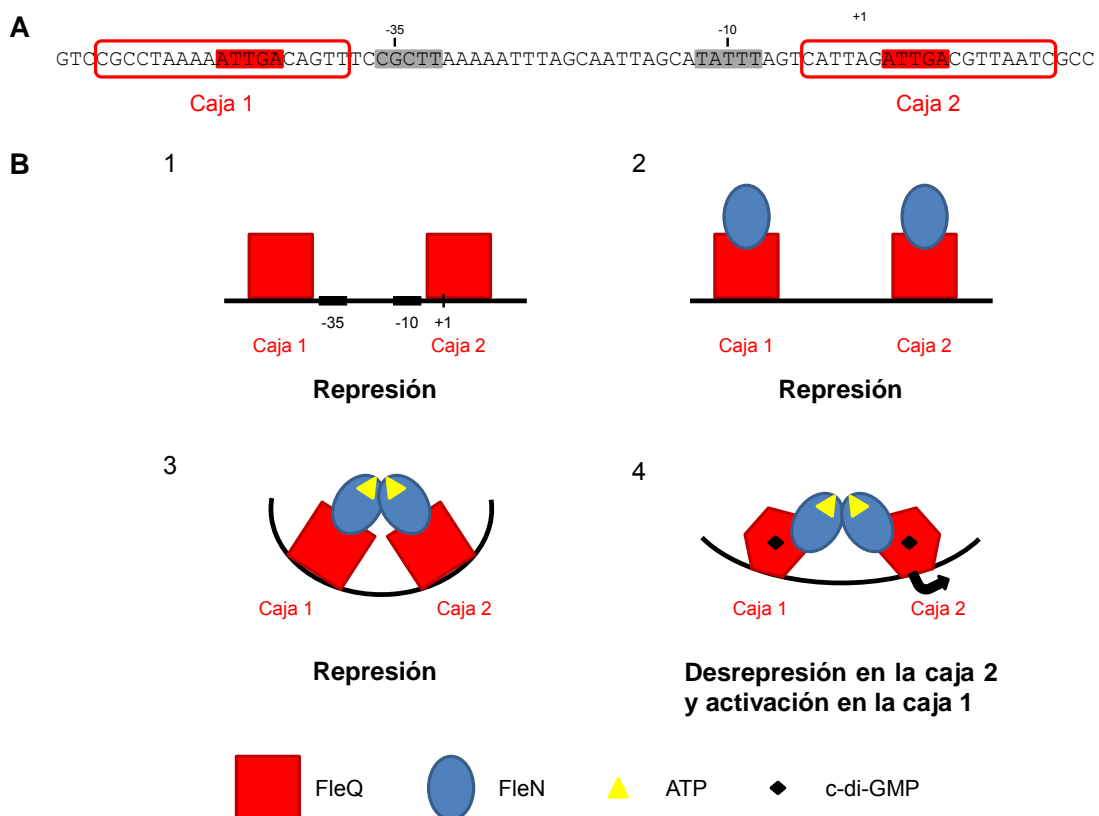 A
-35 -10 +1
GTCCGCCTAAAAATTGACAGTTTCCGCTTAAAAATTTAGCAATTAGCATATTTAGTCATTAGATTGACGTTAATCGCC
Caja 1 Caja 2
B
1 2
-35 -10 +1
Caja 1 Caja 2 Caja 1 Caja 2
Represión Represión
3 4
Caja 1 Caja 2 Caja 1 Caja 2
Represión Desrepresión en la caja 2
y activación en la caja 1
FleQ FleN ATP c-di-GMP